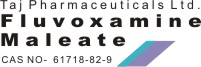 Taj Pharmaceuticals Ltd.
Fluvoxamine
Maleate
CAS NO- 61718-82-9